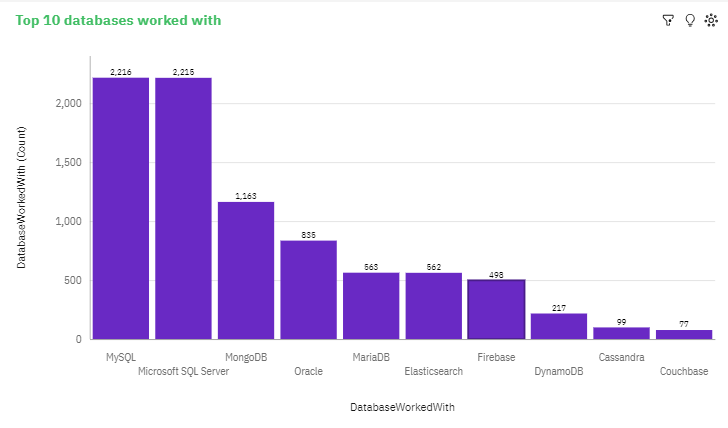 Top 10 databases worked with
DatabaseWorkedWith (Count)
2,000
1,500
1,000
500
0
2,216
2,215
1,163
835
563
562
498
217
99
77
MySQL
Microsoft SQL Server
MongoDB
Oracle
MariaDB
Elasticsearch
Firebase
DynamoDB
Cassandra
Couchbase
DatabaseWorkedWith